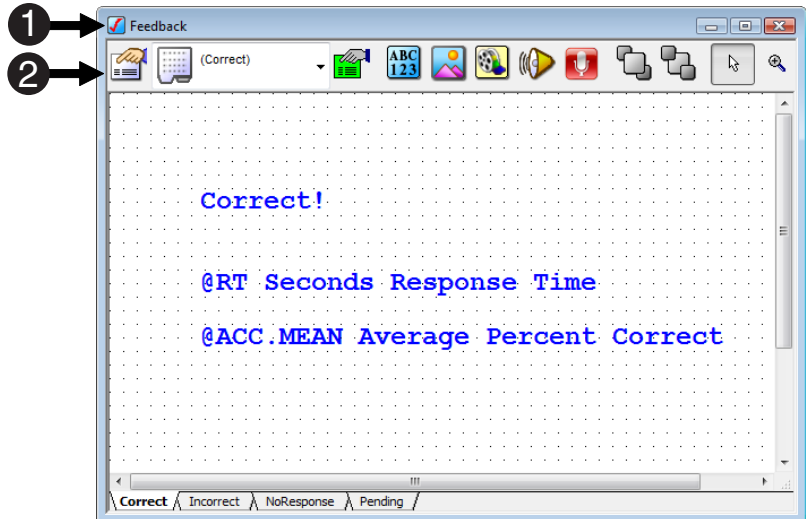 1
Feedback
2
(Correct)
ABC
123
Correct!
@RT Seconds Response Time
@ACC.MEAN Average Percent Correct
Correct Incorrect NoResponse Pending